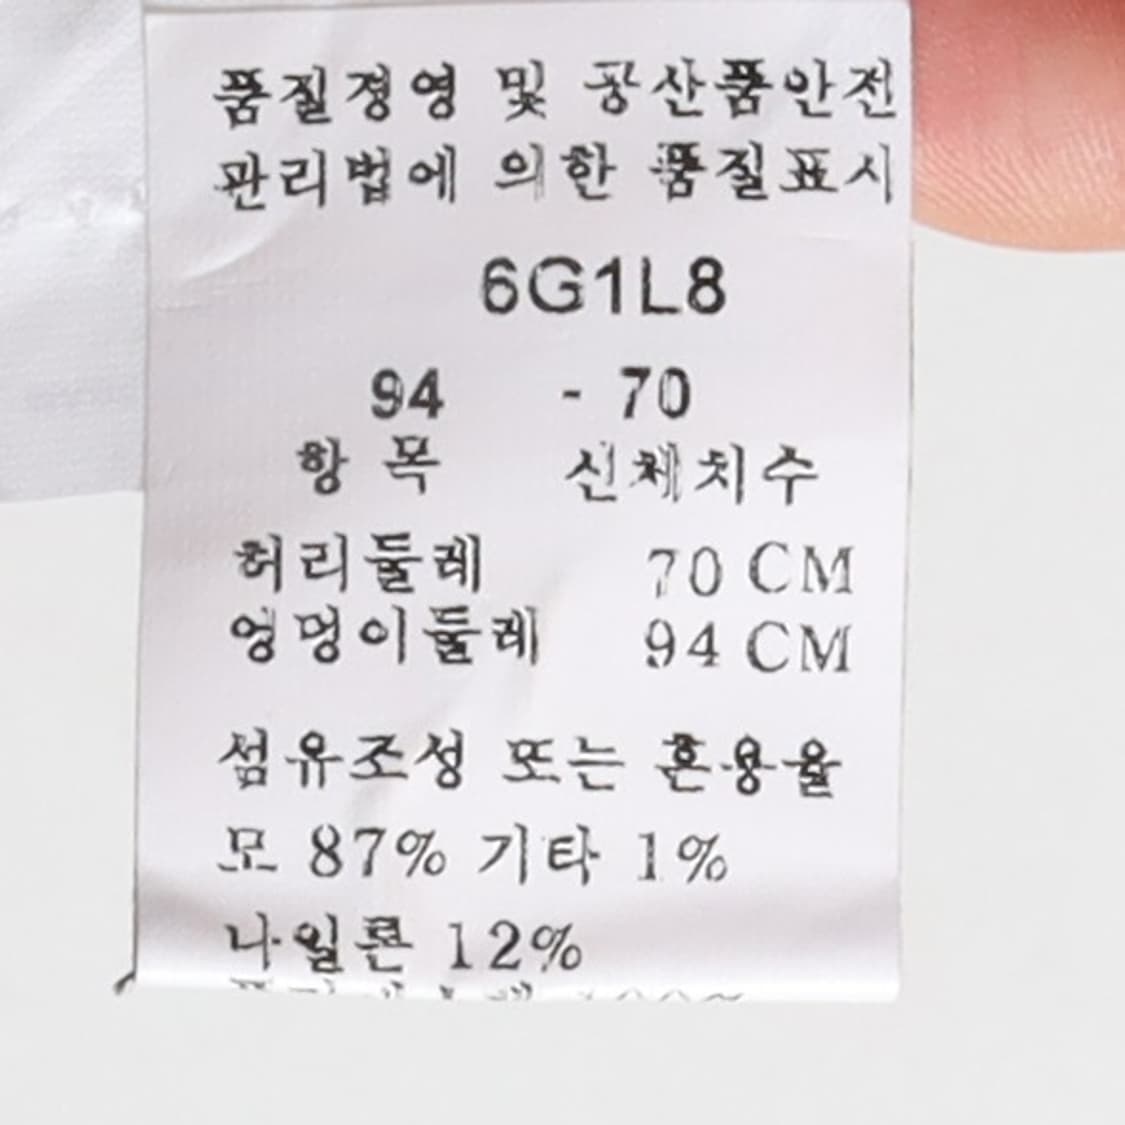 품질경영 및 공산품안전
관리법에 의한 품질표시
6G1L8
94 - 70
항 목 신체치수
허리둘레 70 CM
엉덩이둘레 94 CM
섬유조성 또는 혼용율
모 87% 기타 1%
나일론 12%